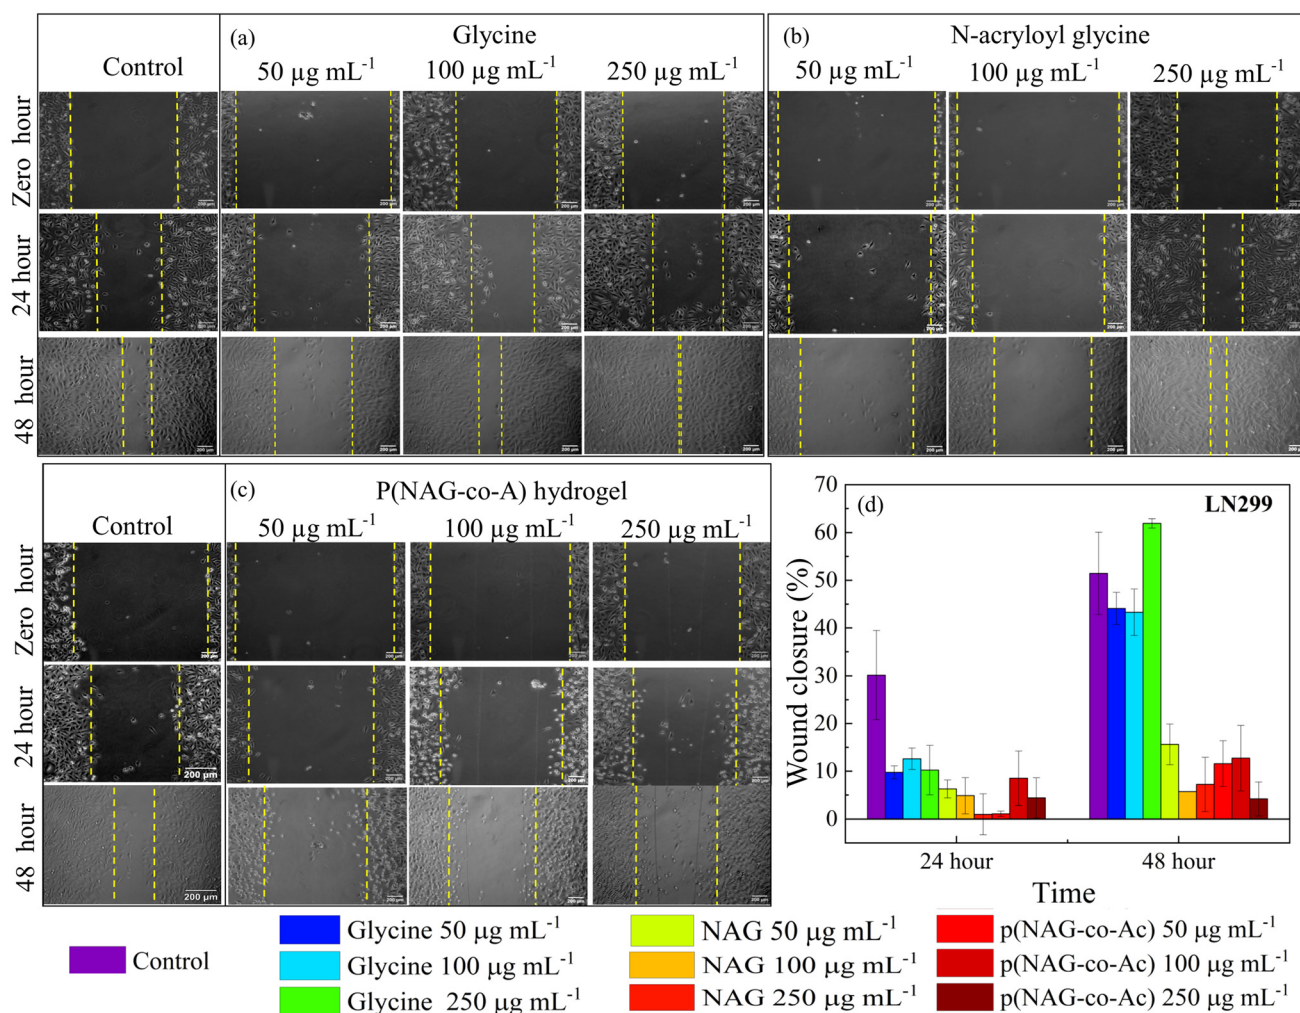 (a) Glycine
Control 50 µg mL⁻¹ 100 µg mL⁻¹ 250 µg mL⁻¹
(b) N-acryloyl glycine
50 µg mL⁻¹ 100 µg mL⁻¹ 250 µg mL⁻¹
Zero hour
24 hour
48 hour
(c) P(NAG-co-A) hydrogel
Control 50 µg mL⁻¹ 100 µg mL⁻¹ 250 µg mL⁻¹
Zero hour
24 hour
200 µm
48 hour
200 µm
(d) LN299
Wound closure (%)
70
60
50
40
30
20
10
0
24 hour 48 hour
Time
Control
Glycine 50 µg mL⁻¹
Glycine 100 µg mL⁻¹
Glycine 250 µg mL⁻¹
NAG 50 µg mL⁻¹
NAG 100 µg mL⁻¹
NAG 250 µg mL⁻¹
p(NAG-co-Ac) 50 µg mL⁻¹
p(NAG-co-Ac) 100 µg mL⁻¹
p(NAG-co-Ac) 250 µg mL⁻¹